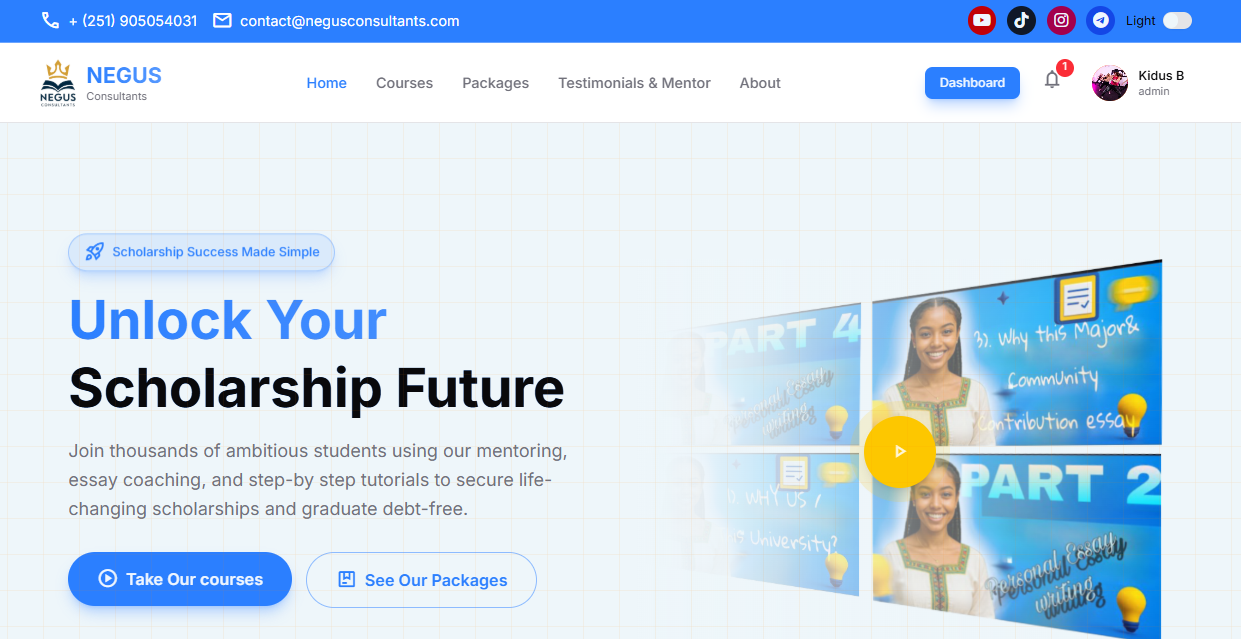 + (251) 905054031 contact@negusconsultants.com Light
NEGUS
CONSULTANTS
NEGUS
Consultants
Home Courses Packages Testimonials & Mentor About
Dashboard
1
Kidus B
admin
Scholarship Success Made Simple
Unlock Your
Scholarship Future
Join thousands of ambitious students using our mentoring,
essay coaching, and step-by step tutorials to secure life-
changing scholarships and graduate debt-free.
Take Our courses See Our Packages
PART 4
Personal Essay
writing
3). Why this Major&
Community
Contribution essay
WHY US /
University?
PART 2
Personal Essay
writing